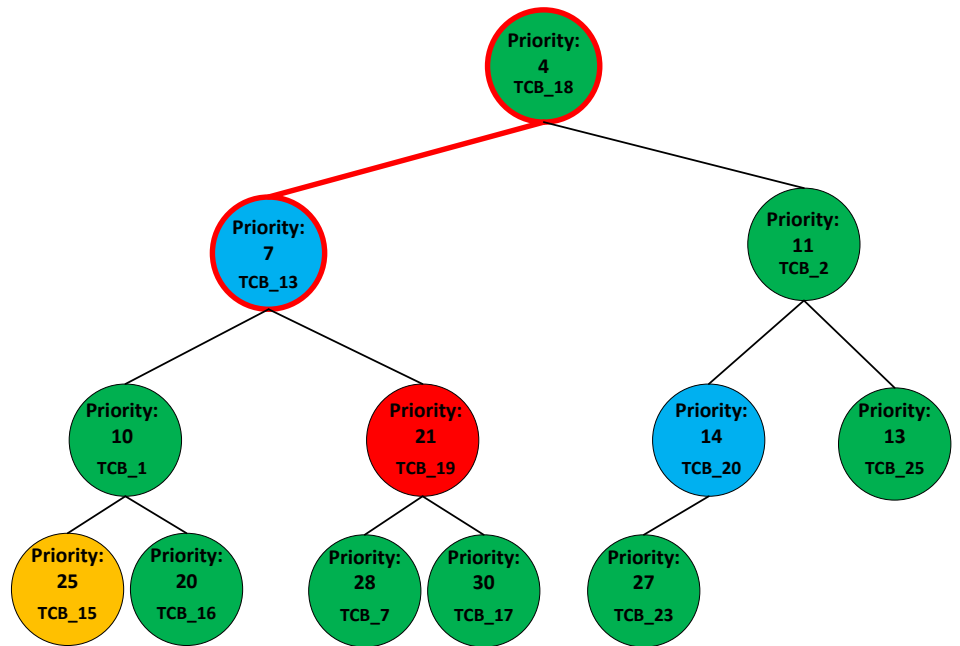 Priority:
4
TCB_18
Priority:
7
TCB_13
Priority:
11
TCB_2
Priority:
10
TCB_1
Priority:
21
TCB_19
Priority:
14
TCB_20
Priority:
13
TCB_25
Priority:
25
TCB_15
Priority:
20
TCB_16
Priority:
28
TCB_7
Priority:
30
TCB_17
Priority:
27
TCB_23